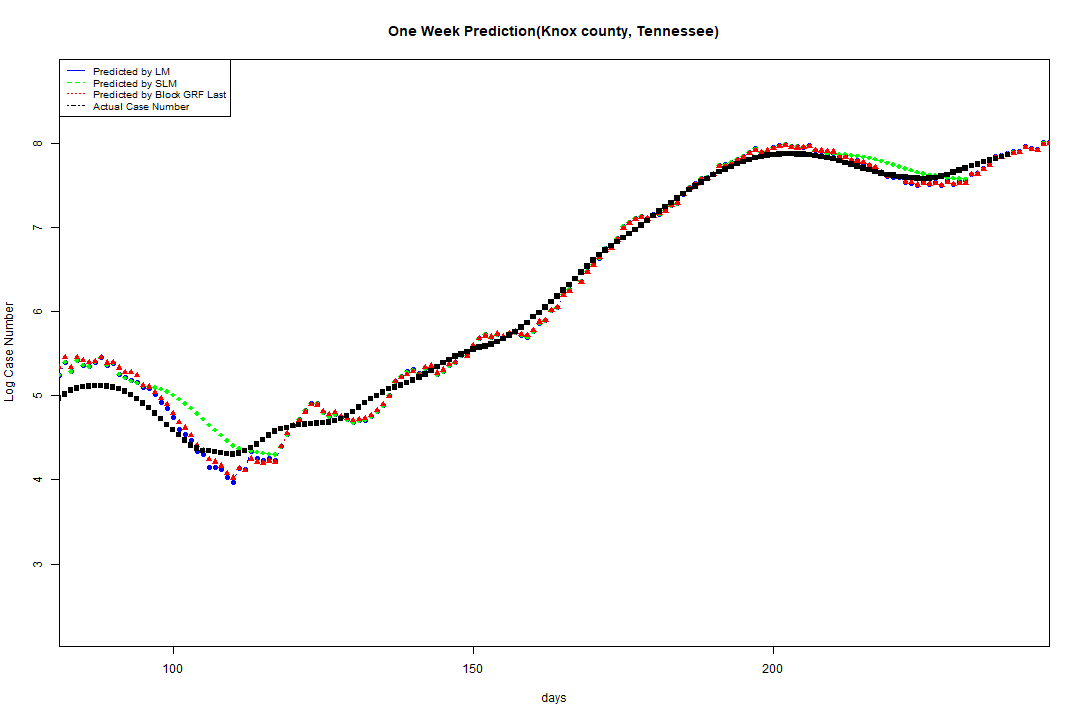 One Week Prediction(Knox county, Tennessee)
Predicted by LM
Predicted by SLM
Predicted by Block GRF Last
Actual Case Number
8
7
6
5
4
3
Log Case Number
100 150 200
days